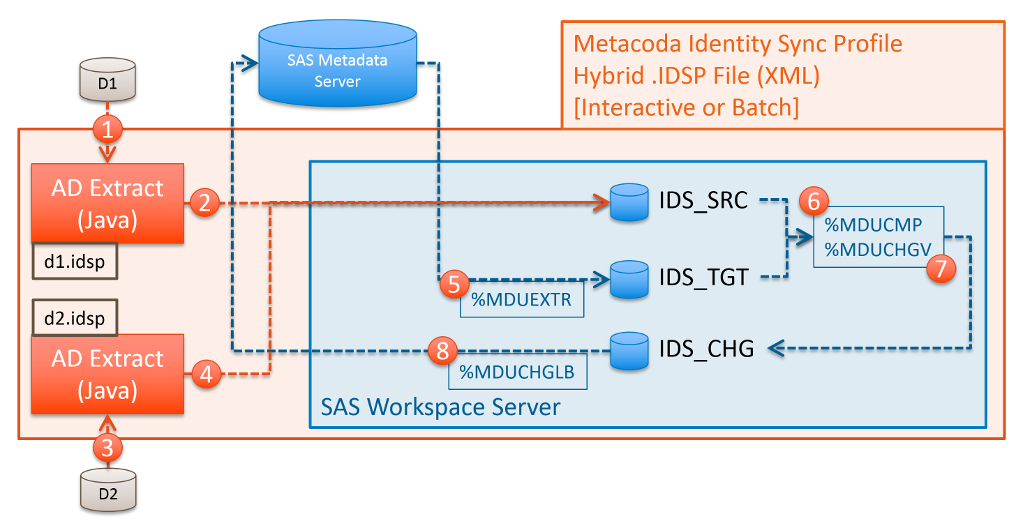 Metacoda Identity Sync Profile
Hybrid .IDSP File (XML)
[Interactive or Batch]
SAS Metadata
Server
D1
1
AD Extract
(Java)
2
d1.idsp
IDS_SRC
6
%MDUCMP
%MDUCHGV
7
IDS_TGT
5
%MDUEXTR
d2.idsp
AD Extract
(Java)
4
IDS_CHG
8
%MDUCHGLB
SAS Workspace Server
3
D2